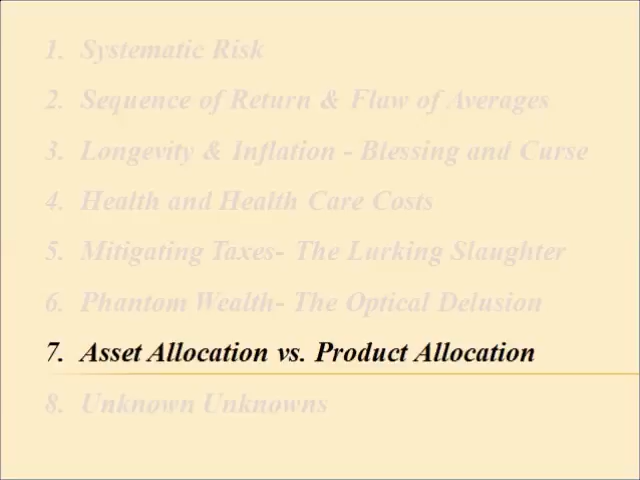 1. Systematic Risk
2. Sequence of Return & Flaw of Averages
3. Longevity & Inflation - Blessing and Curse
4. Health and Health Care Costs
5. Mitigating Taxes- The Lurking Slaughter
6. Phantom Wealth- The Optical Delusion
7. Asset Allocation vs. Product Allocation
8. Unknown Unknowns